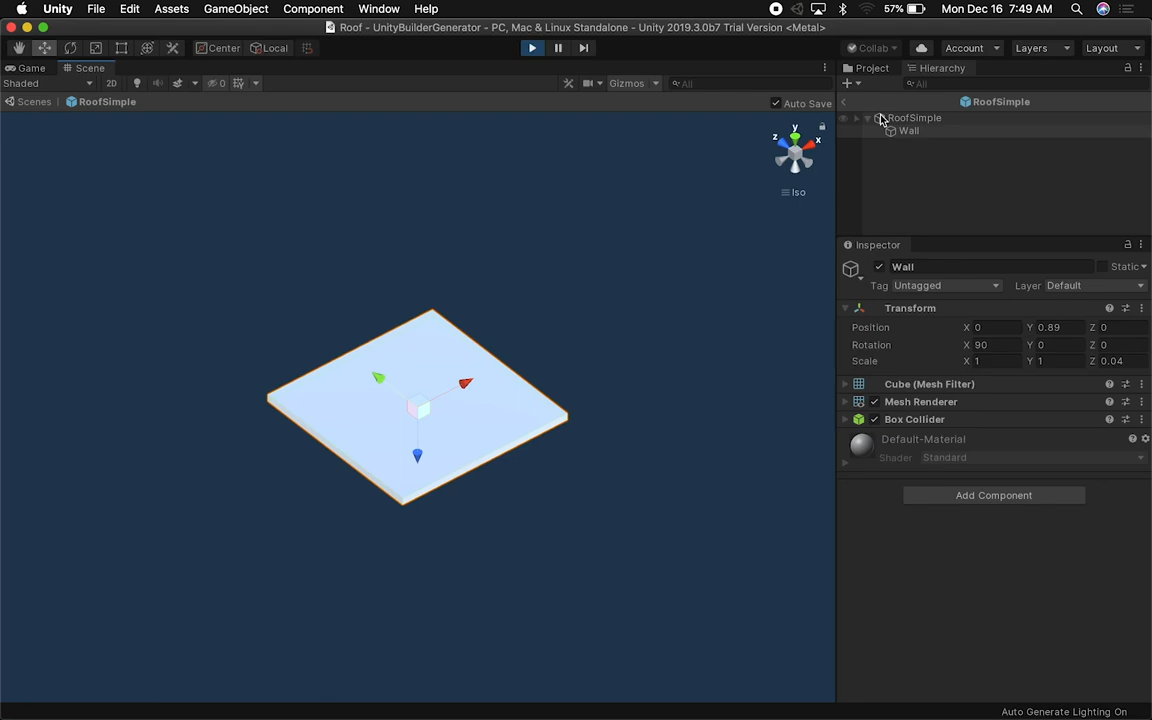 Unity File Edit Assets GameObject Component Window Help 57% Mon Dec 16 7:49 AM
Roof - UnityBuilderGenerator - PC, Mac & Linux Standalone - Unity 2019.3.0b7 Trial Version <Metal>
Center Local Collab Account Layers Layout
Game Scene Project Hierarchy
Shaded 2D 0 Gizmos All All
Scenes RoofSimple Auto Save RoofSimple
RoofSimple
Wall
y
z x
Iso
Inspector
Wall Static
Tag Untagged Layer Default
Transform
Position X 0 Y 0.89 Z 0
Rotation X 90 Y 0 Z 0
Scale X 1 Y 1 Z 0.04
Cube (Mesh Filter)
Mesh Renderer
Box Collider
Default-Material
Shader Standard
Add Component
Auto Generate Lighting On